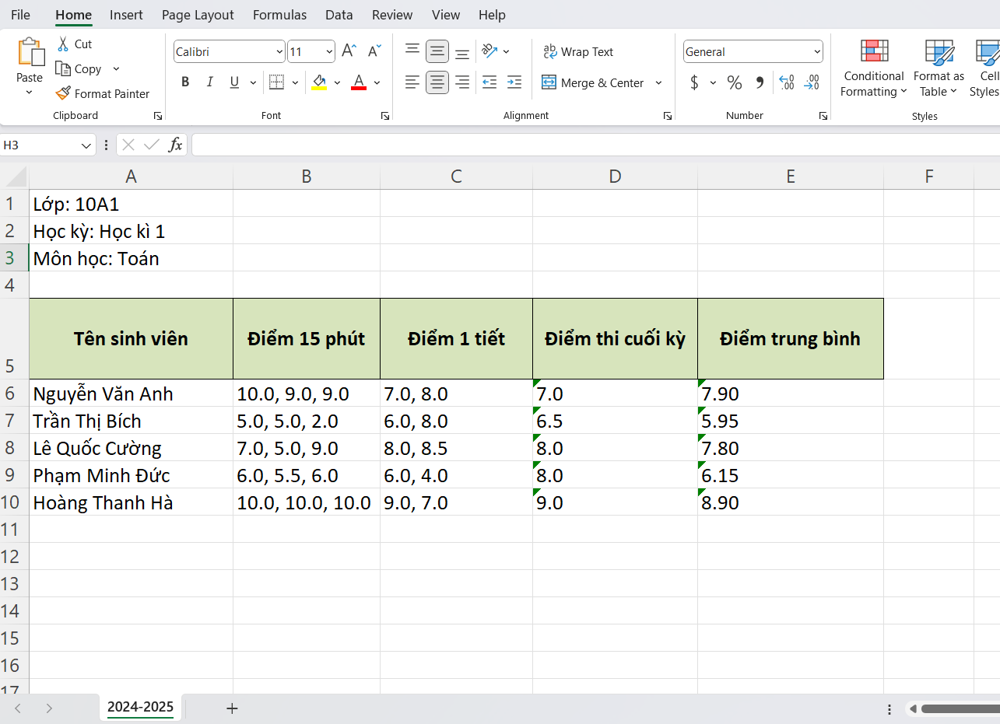 File Home Insert Page Layout Formulas Data Review View Help
Paste
Cut
Copy
Format Painter
Clipboard
Calibri 11
B I U A
Font
Wrap Text
Merge & Center
Alignment
General
$ % .00 .00
Number
Conditional Formatting
Format as Table
Cell Styles
Styles
H3 fx
A B C D E F
1 Lớp: 10A1
2 Học kỳ: Học kì 1
3 Môn học: Toán
4
5 Tên sinh viên Điểm 15 phút Điểm 1 tiết Điểm thi cuối kỳ Điểm trung bình
6 Nguyễn Văn Anh 10.0, 9.0, 9.0 7.0, 8.0 7.0 7.90
7 Trần Thị Bích 5.0, 5.0, 2.0 6.0, 8.0 6.5 5.95
8 Lê Quốc Cường 7.0, 5.0, 9.0 8.0, 8.5 8.0 7.80
9 Phạm Minh Đức 6.0, 5.5, 6.0 6.0, 4.0 8.0 6.15
10 Hoàng Thanh Hà 10.0, 10.0, 10.0 9.0, 7.0 9.0 8.90
11
12
13
14
15
16
17
2024-2025